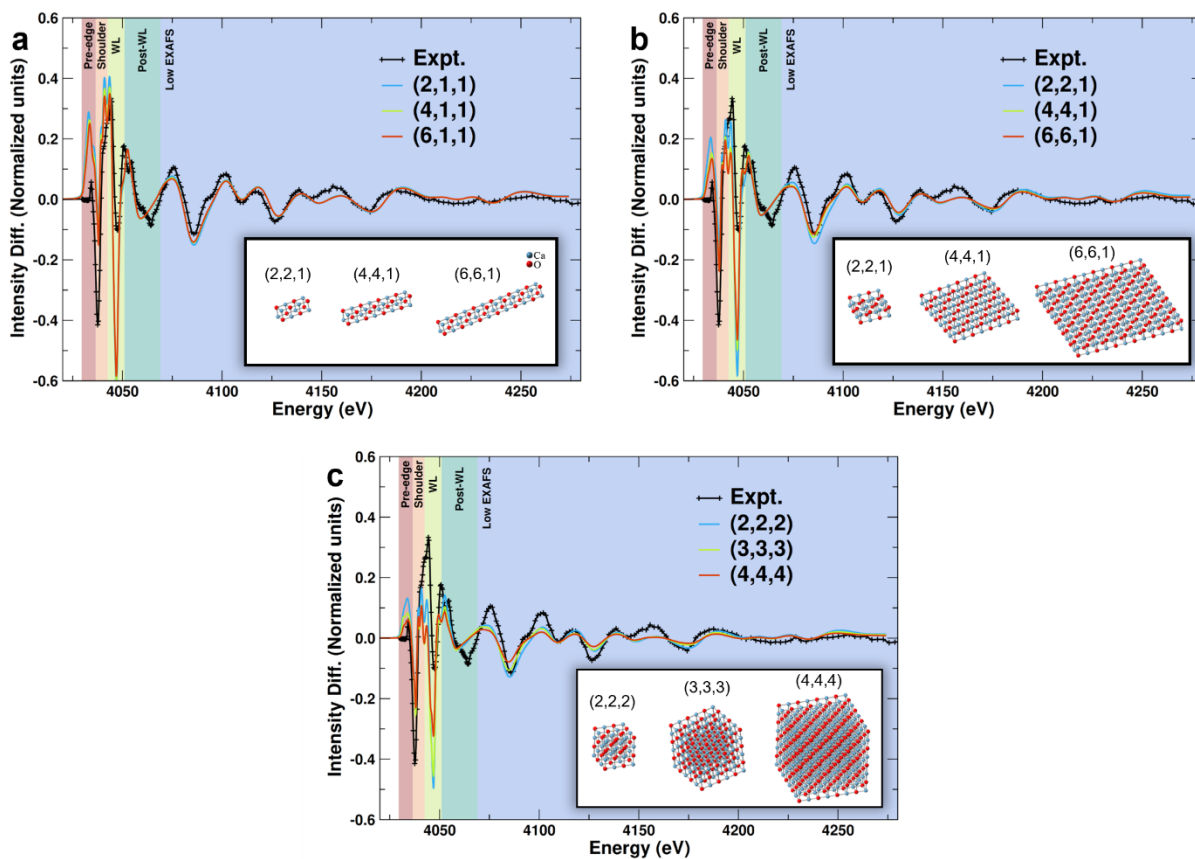 a
Intensity Diff. (Normalized units)
0.6
0.4
0.2
0.0
-0.2
-0.4
-0.6
Pre-edge
Shoulder
WL
Post-WL
Low EXAFS
Expt.
(2,1,1)
(4,1,1)
(6,1,1)
(2,2,1)
(4,4,1)
(6,6,1)
Ca
O
4050
4100
4150
4200
4250
Energy (eV)
b
Intensity Diff. (Normalized units)
0.6
0.4
0.2
0.0
-0.2
-0.4
-0.6
Pre-edge
Shoulder
WL
Post-WL
Low EXAFS
Expt.
(2,2,1)
(4,4,1)
(6,6,1)
(2,2,1)
(4,4,1)
(6,6,1)
4050
4100
4150
4200
4250
Energy (eV)
c
Intensity Diff. (Normalized units)
0.6
0.4
0.2
0.0
-0.2
-0.4
-0.6
Pre-edge
Shoulder
WL
Post-WL
Low EXAFS
Expt.
(2,2,2)
(3,3,3)
(4,4,4)
(2,2,2)
(3,3,3)
(4,4,4)
4050
4100
4150
4200
4250
Energy (eV)